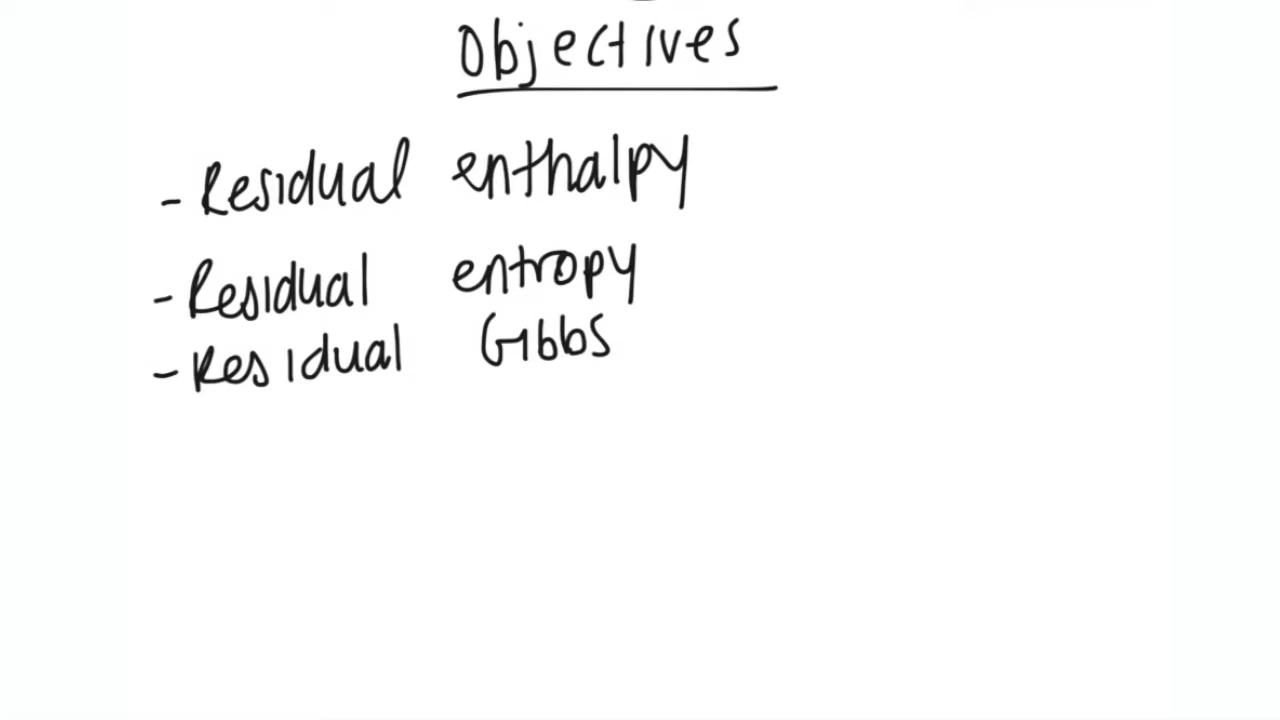 Objectives
- Residual enthalpy
- Residual entropy
- Residual Gibbs